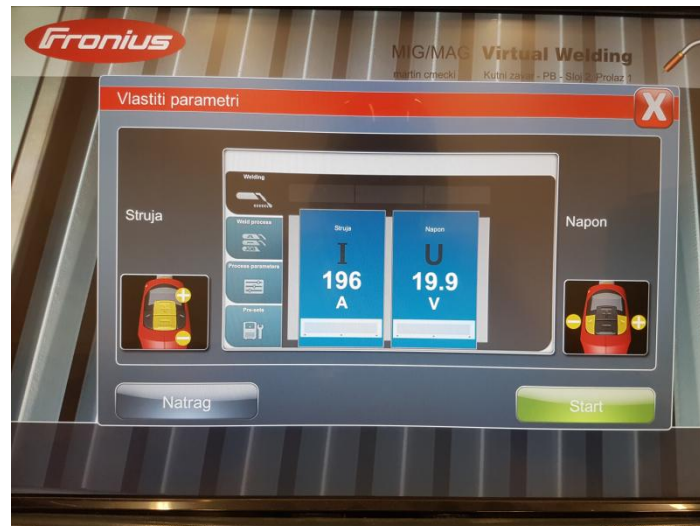 Fronius
MIG/MAG Virtual Welding
martin crnecki Kutni zavar - PB - Sloj 2, Prolaz 1
Vlastiti parametri
X
Welding
Struja
Weld process
Struja
Napon
Napon
I
U
Process parameters
196
19.9
A
V
Pre-sets
Natrag
Start